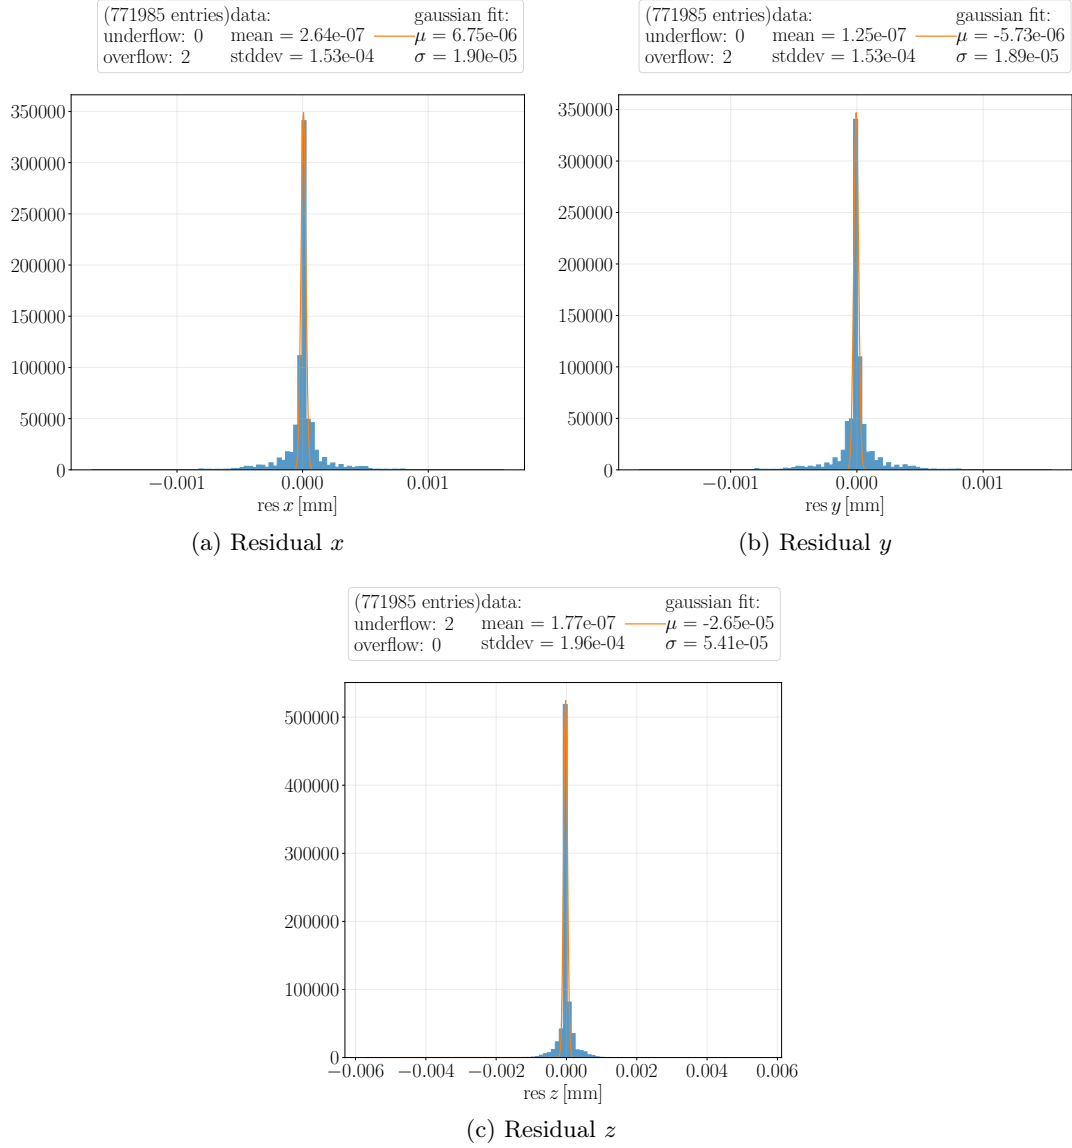 (771985 entries) data: gaussian fit:
underflow: 0 mean = 2.64e-07 μ = 6.75e-06
overflow: 2 stddev = 1.53e-04 σ = 1.90e-05
350000
300000
250000
200000
150000
100000
50000
0
−0.001 0.000 0.001
res x [mm]
(a) Residual x
(771985 entries) data: gaussian fit:
underflow: 0 mean = 1.25e-07 μ = -5.73e-06
overflow: 2 stddev = 1.53e-04 σ = 1.89e-05
350000
300000
250000
200000
150000
100000
50000
0
−0.001 0.000 0.001
res y [mm]
(b) Residual y
(771985 entries) data: gaussian fit:
underflow: 2 mean = 1.77e-07 μ = -2.65e-05
overflow: 0 stddev = 1.96e-04 σ = 5.41e-05
500000
400000
300000
200000
100000
0
−0.006 −0.004 −0.002 0.000 0.002 0.004 0.006
res z [mm]
(c) Residual z